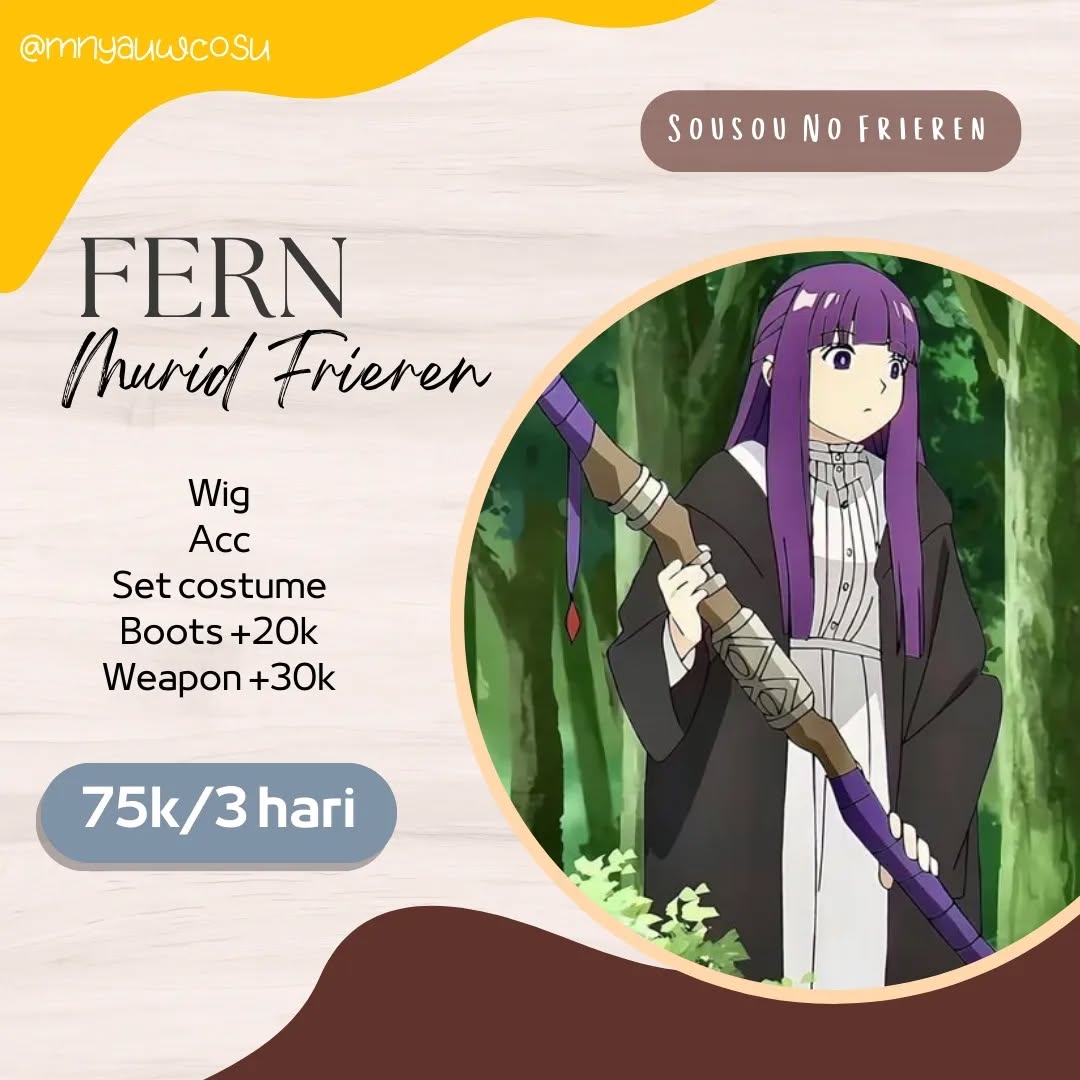 @mnyauwcosu
SOUSOU NO FRIEREN
FERN
Murid Frieren
Wig
Acc
Set costume
Boots +20k
Weapon +30k
75k/3 hari